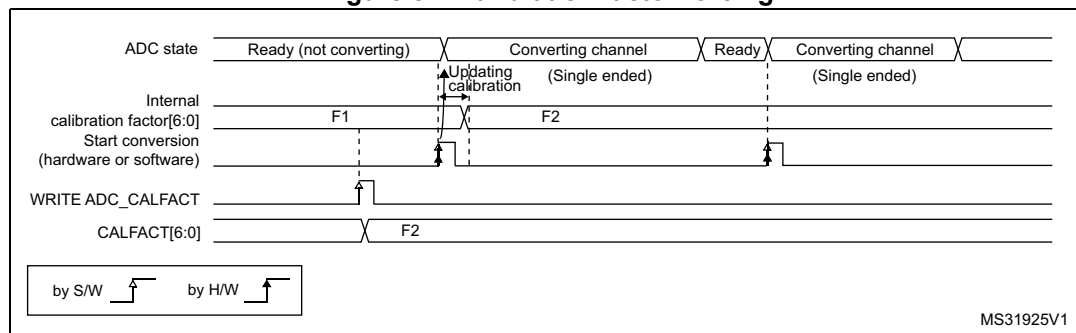 ADC state
Ready (not converting)
Converting channel
Ready
Converting channel
Updating
calibration
(Single ended)
(Single ended)
Internal
calibration factor[6:0]
F1
F2
Start conversion
(hardware or software)
WRITE ADC_CALFACT
CALFACT[6:0]
F2
by S/W
by H/W
MS31925V1